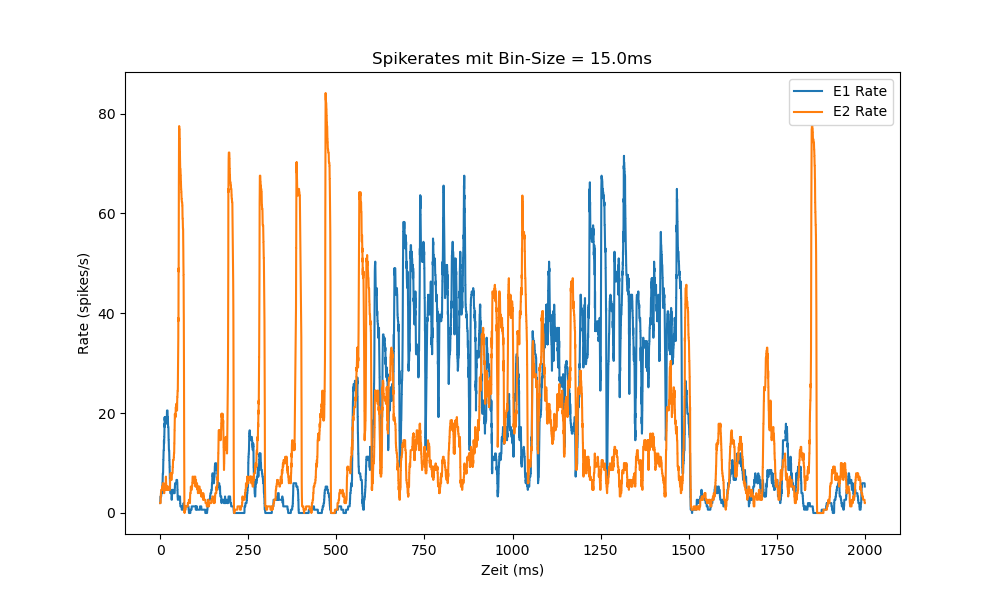 Spikerates mit Bin-Size = 15.0ms
E1 Rate
E2 Rate
80
60
40
20
0
Rate (spikes/s)
0 250 500 750 1000 1250 1500 1750 2000
Zeit (ms)